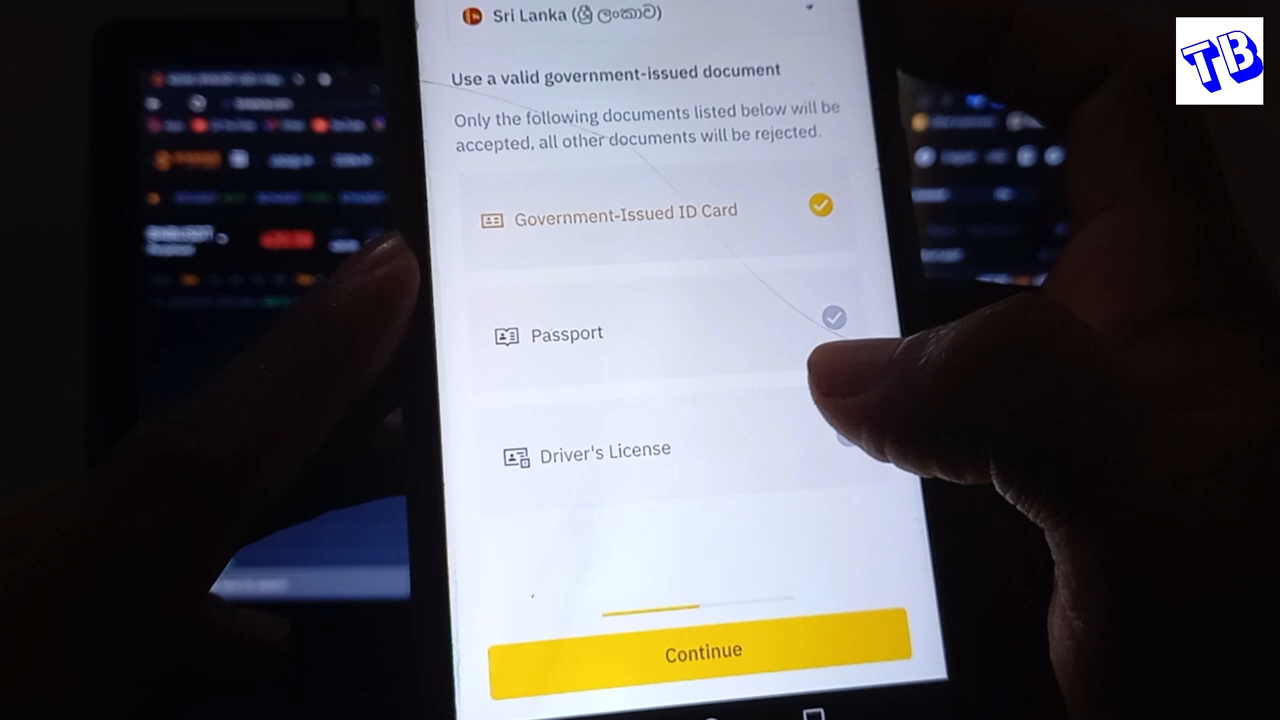 Sri Lanka (ශ්‍රී ලංකාව)
TB
Use a valid government-issued document
Only the following documents listed below will be
accepted, all other documents will be rejected.
Government-Issued ID Card
Passport
Driver's License
Continue